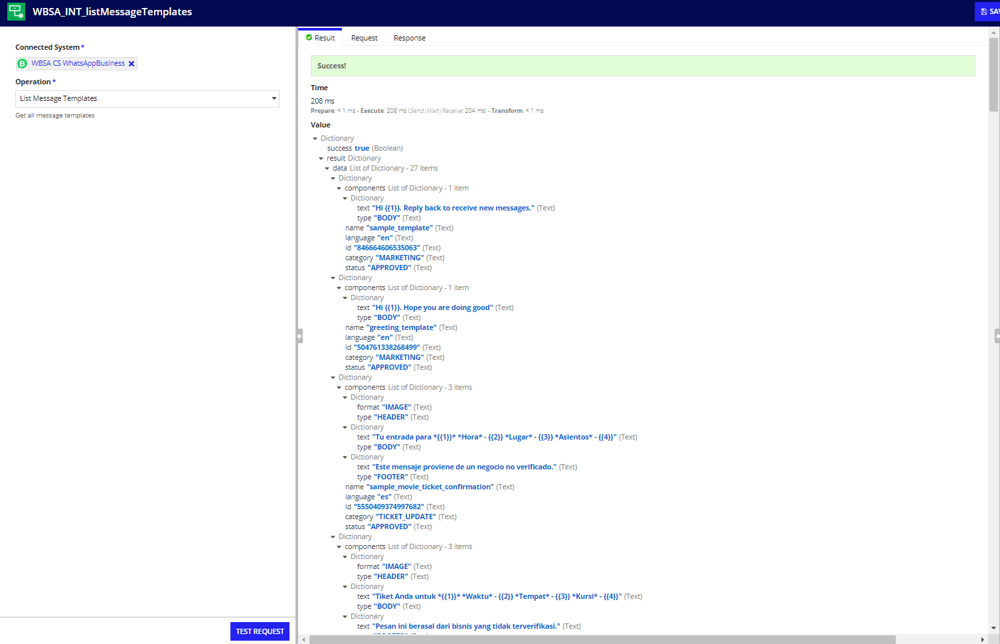 WBSA_INT_listMessageTemplates
Connected System *
WBSA CS WhatsAppBusiness
Operation *
List Message Templates
Get all message templates
TEST REQUEST
Result Request Response
Success!
Time
208 ms
Prepare: < 1 ms - Execute: 208 ms (Send|Wait|Receive: 204 ms) - Transform: < 1 ms
Value
Dictionary
success true (Boolean)
result Dictionary
data List of Dictionary - 27 items
Dictionary
components List of Dictionary - 1 item
Dictionary
text "Hi {{1}}. Reply back to receive new messages." (Text)
type "BODY" (Text)
name "sample_template" (Text)
language "en" (Text)
id "846664606535063" (Text)
category "MARKETING" (Text)
status "APPROVED" (Text)
Dictionary
components List of Dictionary - 1 item
Dictionary
text "Hi {{1}}. Hope you are doing good" (Text)
type "BODY" (Text)
name "greeting_template" (Text)
language "en" (Text)
id "504761338268499" (Text)
category "MARKETING" (Text)
status "APPROVED" (Text)
Dictionary
components List of Dictionary - 3 items
Dictionary
format "IMAGE" (Text)
type "HEADER" (Text)
Dictionary
text "Tu entrada para *{{1}}* *Hora* - {{2}} *Lugar* - {{3}} *Asientos* - {{4}}" (Text)
type "BODY" (Text)
Dictionary
text "Este mensaje proviene de un negocio no verificado." (Text)
type "FOOTER" (Text)
name "sample_movie_ticket_confirmation" (Text)
language "es" (Text)
id "5550409374997682" (Text)
category "TICKET_UPDATE" (Text)
status "APPROVED" (Text)
Dictionary
components List of Dictionary - 3 items
Dictionary
format "IMAGE" (Text)
type "HEADER" (Text)
Dictionary
text "Tiket Anda untuk *{{1}}* *Waktu* - {{2}} *Tempat* - {{3}} *Kursi* - {{4}}" (Text)
type "BODY" (Text)
Dictionary
text "Pesan ini berasal dari bisnis yang tidak terverifikasi." (Text)